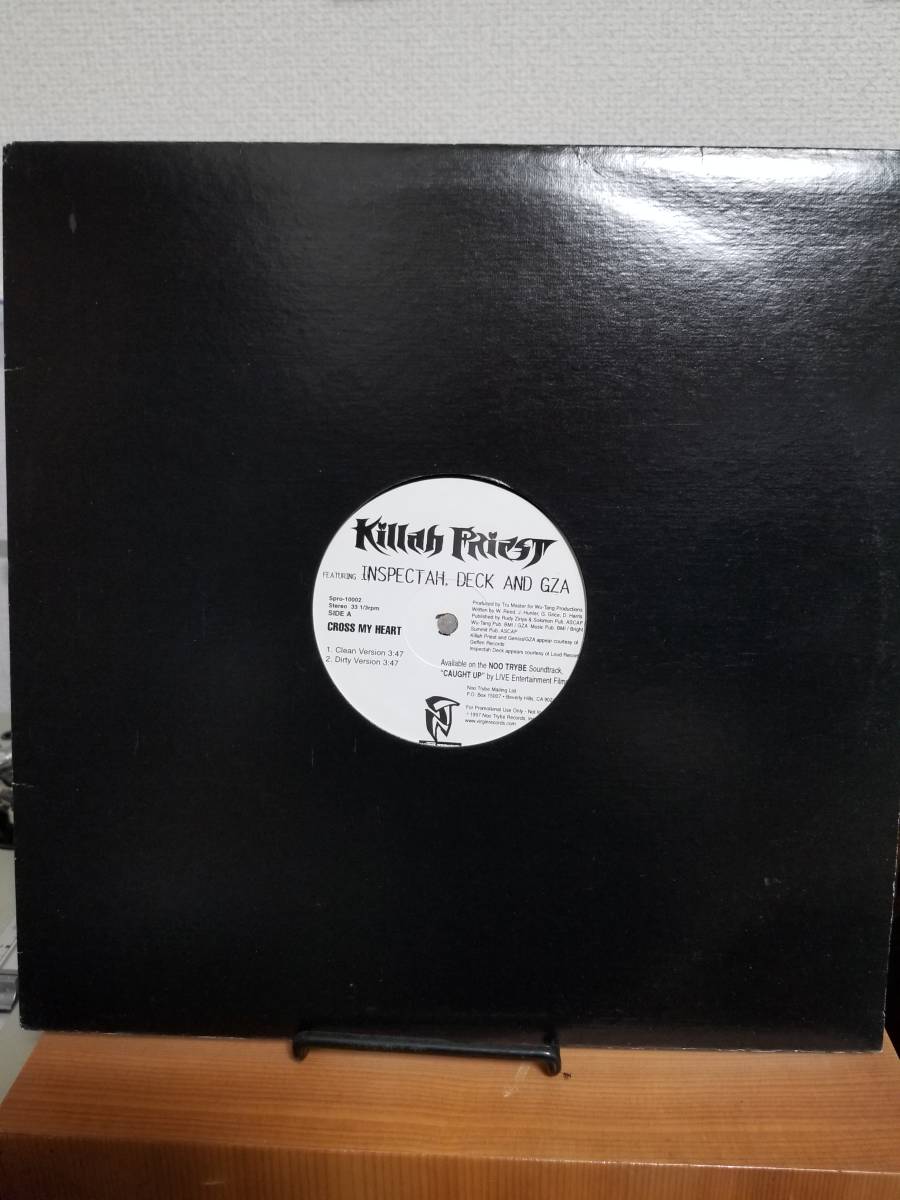 Killah Priest
FEATURING INSPECTAH. DECK AND GZA
Spro-10002
Stereo 33 1/3rpm
SIDE A
CROSS MY HEART
1. Clean Version 3:47
2. Dirty Version 3:47
Produced by Tru Master for Wu-Tang Productions
Written by W. Reed, J. Hunter, G. Grice, D. Harris
Published by Rudy Ziriya & Solomon Pub. ASCAP
Wu-Tang Pub. BMI / GZA Music Pub. BMI / Bright
Summit Pub. ASCAP
Killah Priest and Genius/GZA appear courtesy of
Geffen Records
Inspectah Deck appears courtesy of Loud Record
Available on the NOO TRYBE Soundtrack,
"CAUGHT UP" by LIVE Entertainment Films
Noo Trybe Mailing Ltd
P.O. Box 15007 • Beverly Hills, CA
For Promotional Use Only - Not
℗ 1997 Noo Trybe Records,
www.virginrecords.com